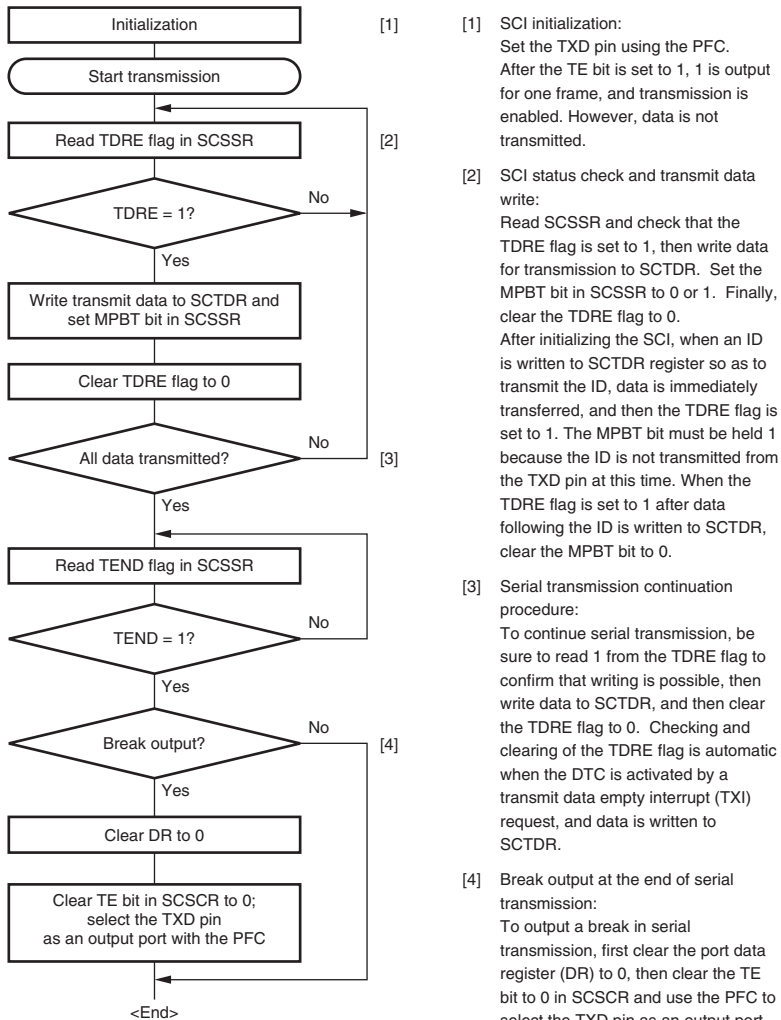 Initialization
[1]
Start transmission
Read TDRE flag in SCSSR
[2]
TDRE = 1?
No
Yes
Write transmit data to SCTDR and
set MPBT bit in SCSSR
Clear TDRE flag to 0
All data transmitted?
No
[3]
Yes
Read TEND flag in SCSSR
TEND = 1?
No
Yes
Break output?
No
[4]
Yes
Clear DR to 0
Clear TE bit in SCSCR to 0;
select the TXD pin
as an output port with the PFC
<End>
[1] SCI initialization:
Set the TXD pin using the PFC.
After the TE bit is set to 1, 1 is output
for one frame, and transmission is
enabled. However, data is not
transmitted.
[2] SCI status check and transmit data
write:
Read SCSSR and check that the
TDRE flag is set to 1, then write data
for transmission to SCTDR. Set the
MPBT bit in SCSSR to 0 or 1. Finally,
clear the TDRE flag to 0.
After initializing the SCI, when an ID
is written to SCTDR register so as to
transmit the ID, data is immediately
transferred, and then the TDRE flag is
set to 1. The MPBT bit must be held 1
because the ID is not transmitted from
the TXD pin at this time. When the
TDRE flag is set to 1 after data
following the ID is written to SCTDR,
clear the MPBT bit to 0.
[3] Serial transmission continuation
procedure:
To continue serial transmission, be
sure to read 1 from the TDRE flag to
confirm that writing is possible, then
write data to SCTDR, and then clear
the TDRE flag to 0. Checking and
clearing of the TDRE flag is automatic
when the DTC is activated by a
transmit data empty interrupt (TXI)
request, and data is written to
SCTDR.
[4] Break output at the end of serial
transmission:
To output a break in serial
transmission, first clear the port data
register (DR) to 0, then clear the TE
bit to 0 in SCSCR and use the PFC to
select the TXD pin as an output port.